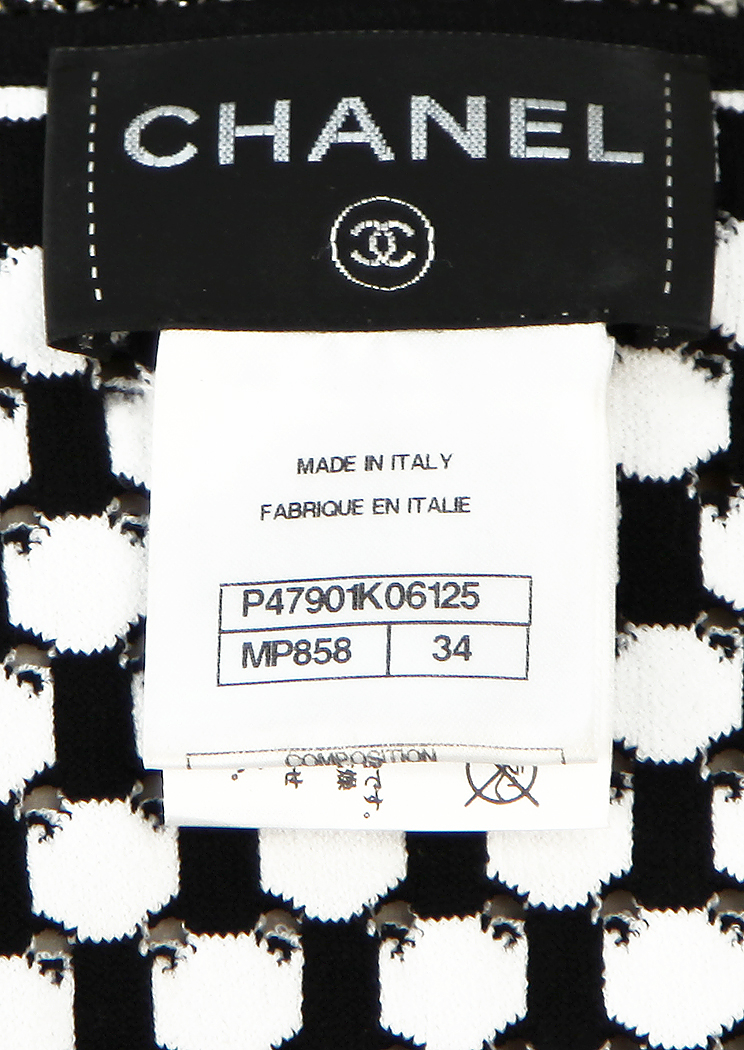 CHANEL
MADE IN ITALY
FABRIQUE EN ITALIE
P47901K06125
MP858 34
COMPOSITION